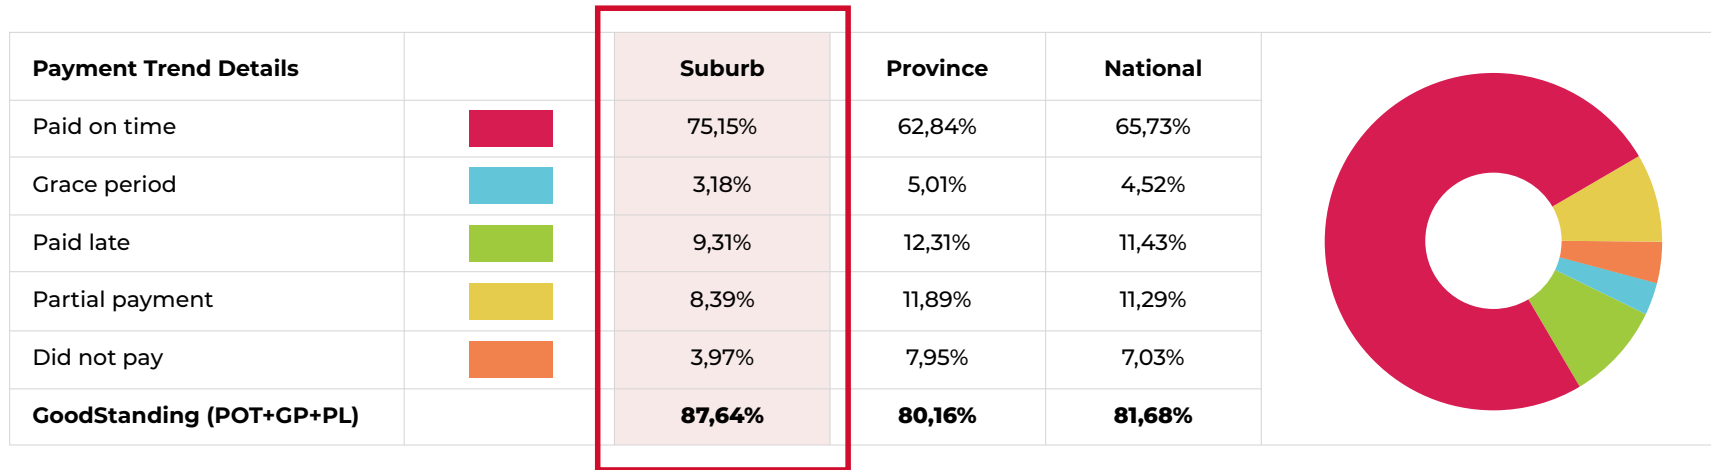 Payment Trend Details Suburb Province National
Paid on time 75,15% 62,84% 65,73%
Grace period 3,18% 5,01% 4,52%
Paid late 9,31% 12,31% 11,43%
Partial payment 8,39% 11,89% 11,29%
Did not pay 3,97% 7,95% 7,03%
GoodStanding (POT+GP+PL) 87,64% 80,16% 81,68%